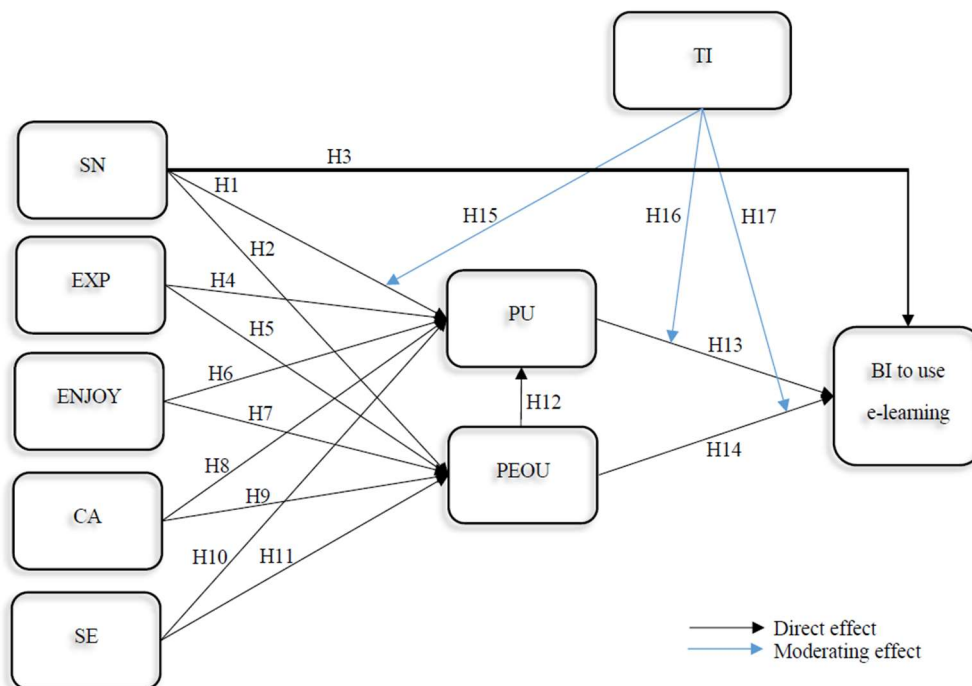 TI
SN
H3
H1
H15
H16
H17
H2
EXP
H4
PU
H5
H13
BI to use
e-learning
ENJOY
H6
H7
H12
H14
H8
PEOU
CA
H9
H10
H11
SE
Direct effect
Moderating effect